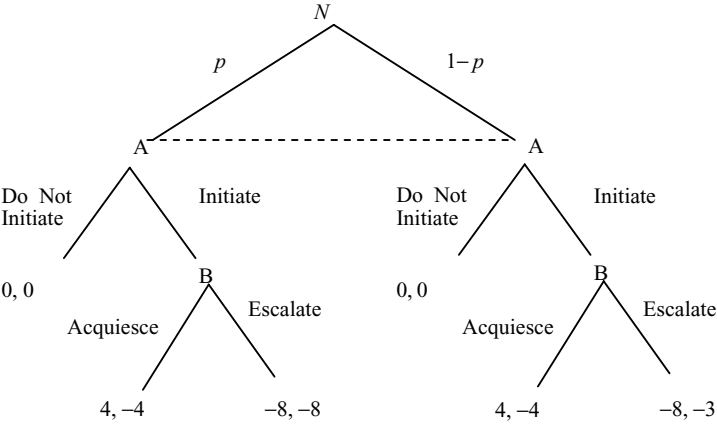 N
p
1−p
A
A
Do Not
Initiate
Initiate
Do Not
Initiate
Initiate
0, 0
B
0, 0
B
Acquiesce
Escalate
Acquiesce
Escalate
4, −4
−8, −8
4, −4
−8, −3